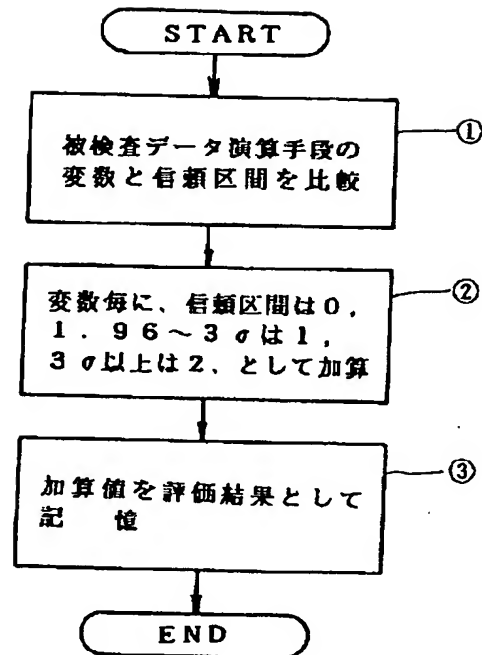 START
被検査データ演算手段の
変数と信頼区間を比較
①
変数毎に、信頼区間は0,
1.96～3σは1,
3σ以上は2、として加算
②
加算値を評価結果として
記 憶
③
END